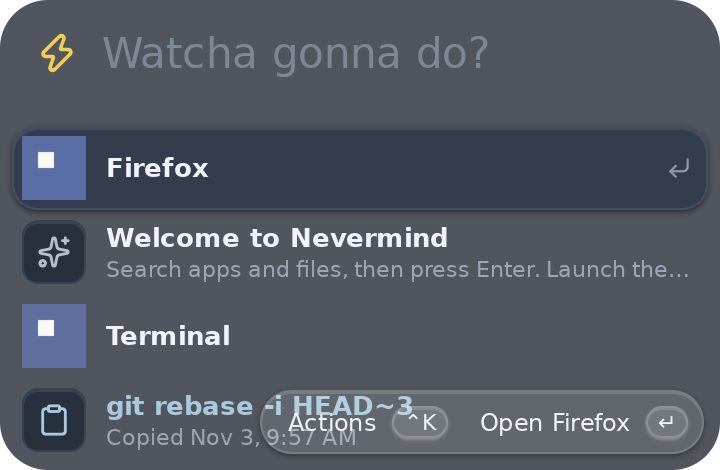 Watcha gonna do?
Firefox
Welcome to Nevermind
Search apps and files, then press Enter. Launch the…
Terminal
git rebase -i HEAD~3
Copied Nov 3, 9:57 AM
Actions ^K Open Firefox ↵